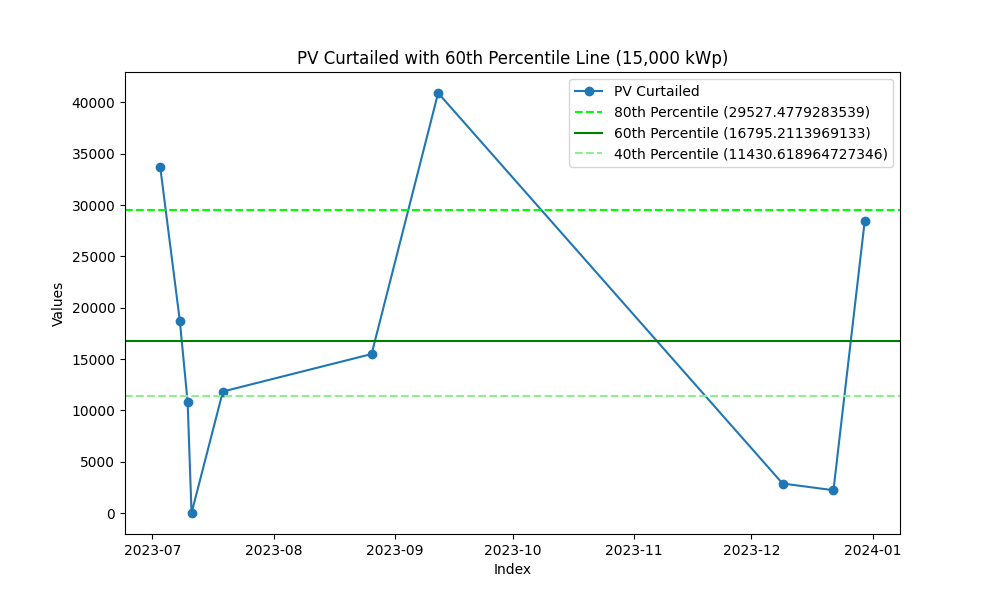 PV Curtailed with 60th Percentile Line (15,000 kWp)
PV Curtailed
80th Percentile (29527.4779283539)
60th Percentile (16795.2113969133)
40th Percentile (11430.618964727346)
40000
35000
30000
25000
20000
15000
10000
5000
0
Values
2023-07 2023-08 2023-09 2023-10 2023-11 2023-12 2024-01
Index